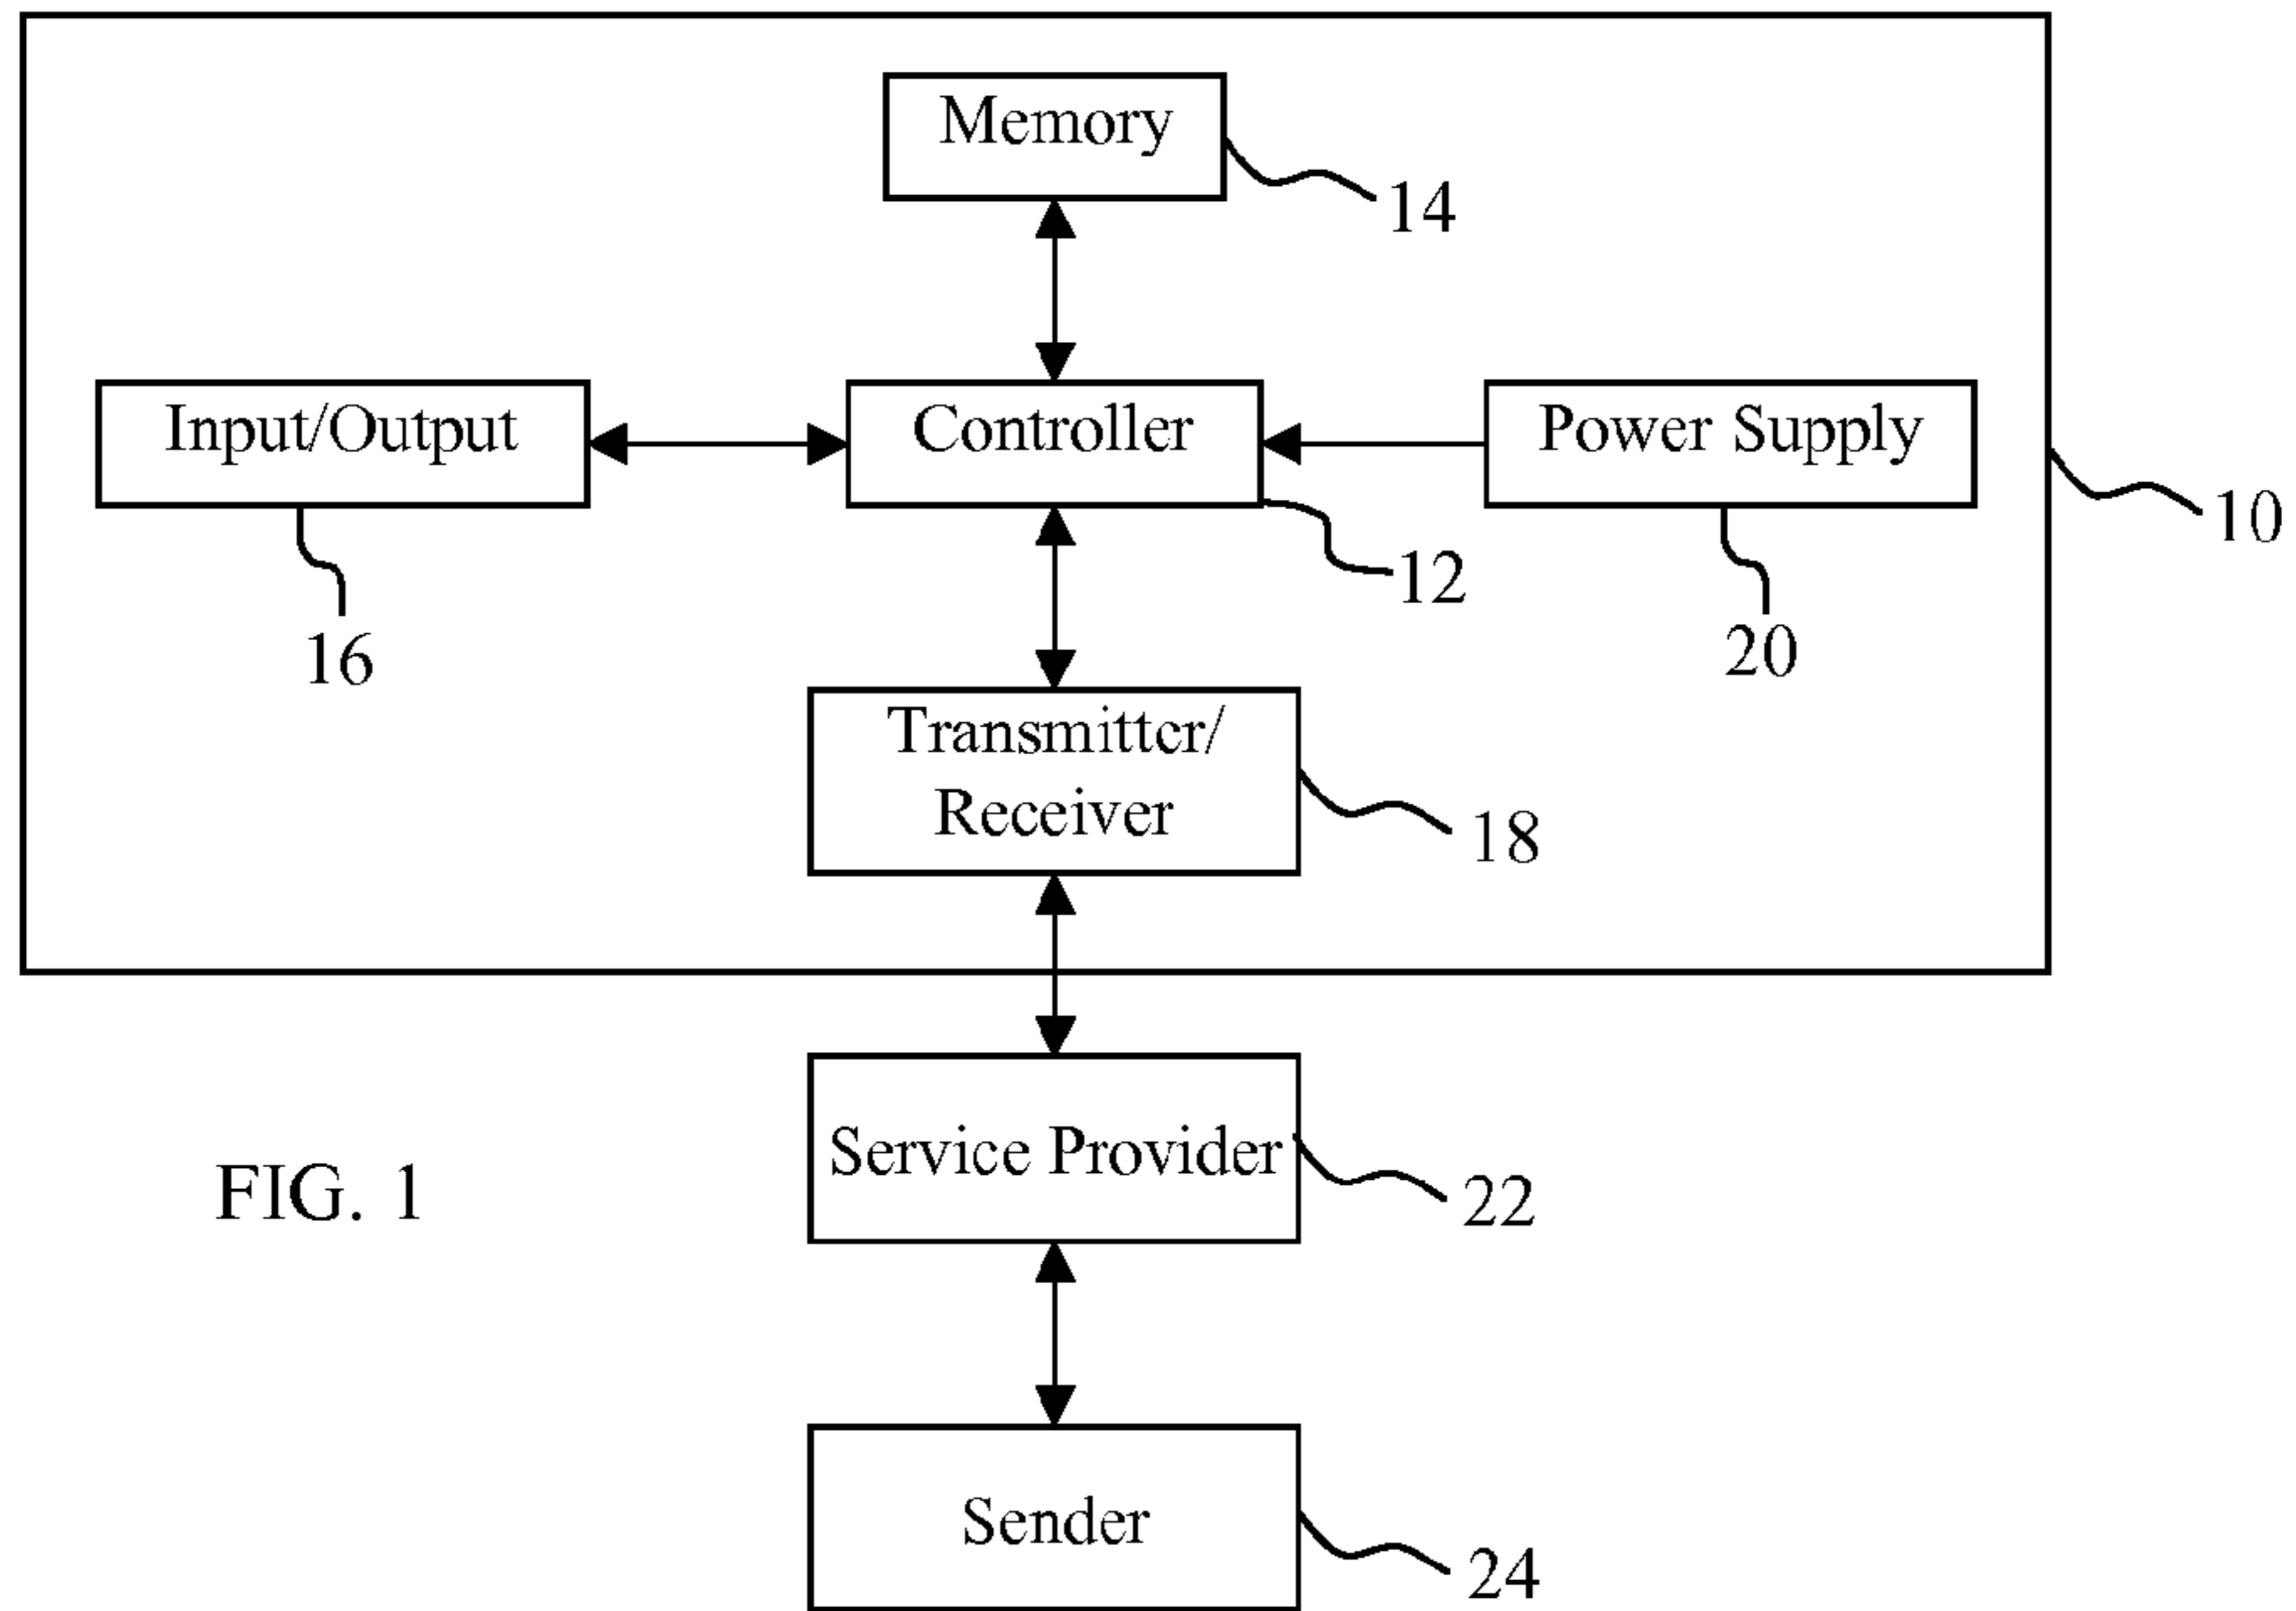 Memory
14
Input/Output
Controller
Power Supply
10
12
16
20
Transmitter/
Receiver
18
Service Provider
22
FIG. 1
Sender
24